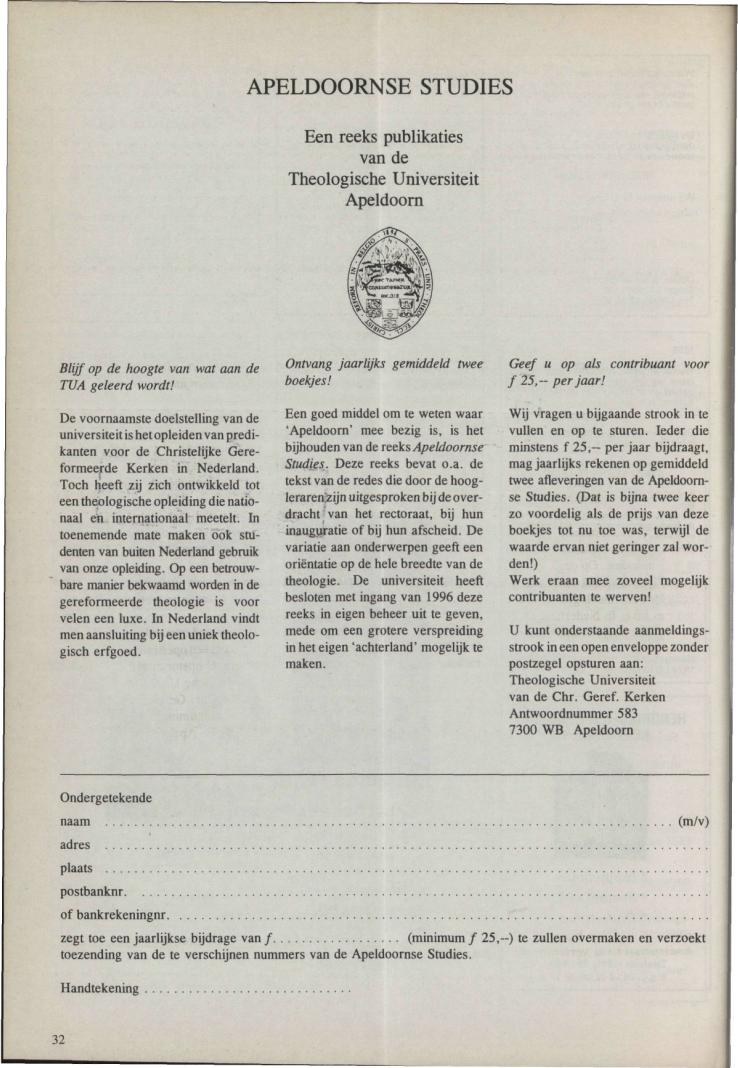 APELDOORNSE STUDIES
Een reeks publikaties
van de
Theologische Universiteit
Apeldoorn
Blijf op de hoogte van wat aan de
TUA geleerd wordt!
De voornaamste doelstelling van de
universiteit is het opleiden van predi-
kanten voor de Christelijke Gere-
formeerde Kerken in Nederland.
Toch heeft zij zich ontwikkeld tot
een theologische opleiding die natio-
naal en internationaal meetelt. In
toenemende mate maken ook stu-
denten van buiten Nederland gebruik
van onze opleiding. Op een betrouw-
bare manier bekwaamd worden in de
gereformeerde theologie is voor
velen een luxe. In Nederland vindt
men aansluiting bij een uniek theolo-
gisch erfgoed.
Ontvang jaarlijks gemiddeld twee
boekjes!
Een goed middel om te weten waar
'Apeldoorn' mee bezig is, is het
bijhouden van de reeks Apeldoornse
Studies. Deze reeks bevat o.a. de
tekst van de redes die door de hoog-
leraren zijn uitgesproken bij de over-
dracht van het rectoraat, bij hun
inauguratie of bij hun afscheid. De
variatie aan onderwerpen geeft een
oriëntatie op de hele breedte van de
theologie. De universiteit heeft
besloten met ingang van 1996 deze
reeks in eigen beheer uit te geven,
mede om een grotere verspreiding
in het eigen 'achterland' mogelijk te
maken.
Geef u op als contribuant voor
f 25,-- per jaar!
Wij vragen u bijgaande strook in te
vullen en op te sturen. Ieder die
minstens f 25,-- per jaar bijdraagt,
mag jaarlijks rekenen op gemiddeld
twee afleveringen van de Apeldoorn-
se Studies. (Dat is bijna twee keer
zo voordelig als de prijs van deze
boekjes tot nu toe was, terwijl de
waarde ervan niet geringer zal wor-
den!)
Werk eraan mee zoveel mogelijk
contribuanten te werven!
U kunt onderstaande aanmeldings-
strook in een open enveloppe zonder
postzegel opsturen aan:
Theologische Universiteit
van de Chr. Geref. Kerken
Antwoordnummer 583
7300 WB Apeldoorn
Ondergetekende
naam (m/v)
adres
plaats
postbanknr.
of bankrekeningnr.
zegt toe een jaarlijkse bijdrage van f (minimum f 25,--) te zullen overmaken en verzoekt
toezending van de te verschijnen nummers van de Apeldoornse Studies.
Handtekening
32